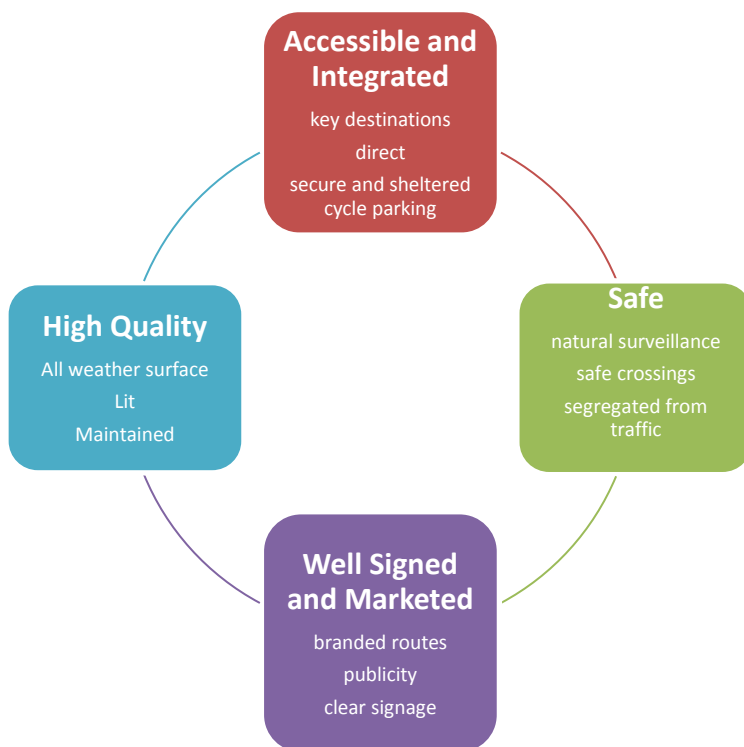 Accessible and
Integrated
key destinations
direct
secure and sheltered
cycle parking
Safe
natural surveillance
safe crossings
segregated from
traffic
Well Signed
and Marketed
branded routes
publicity
clear signage
High Quality
All weather surface
Lit
Maintained